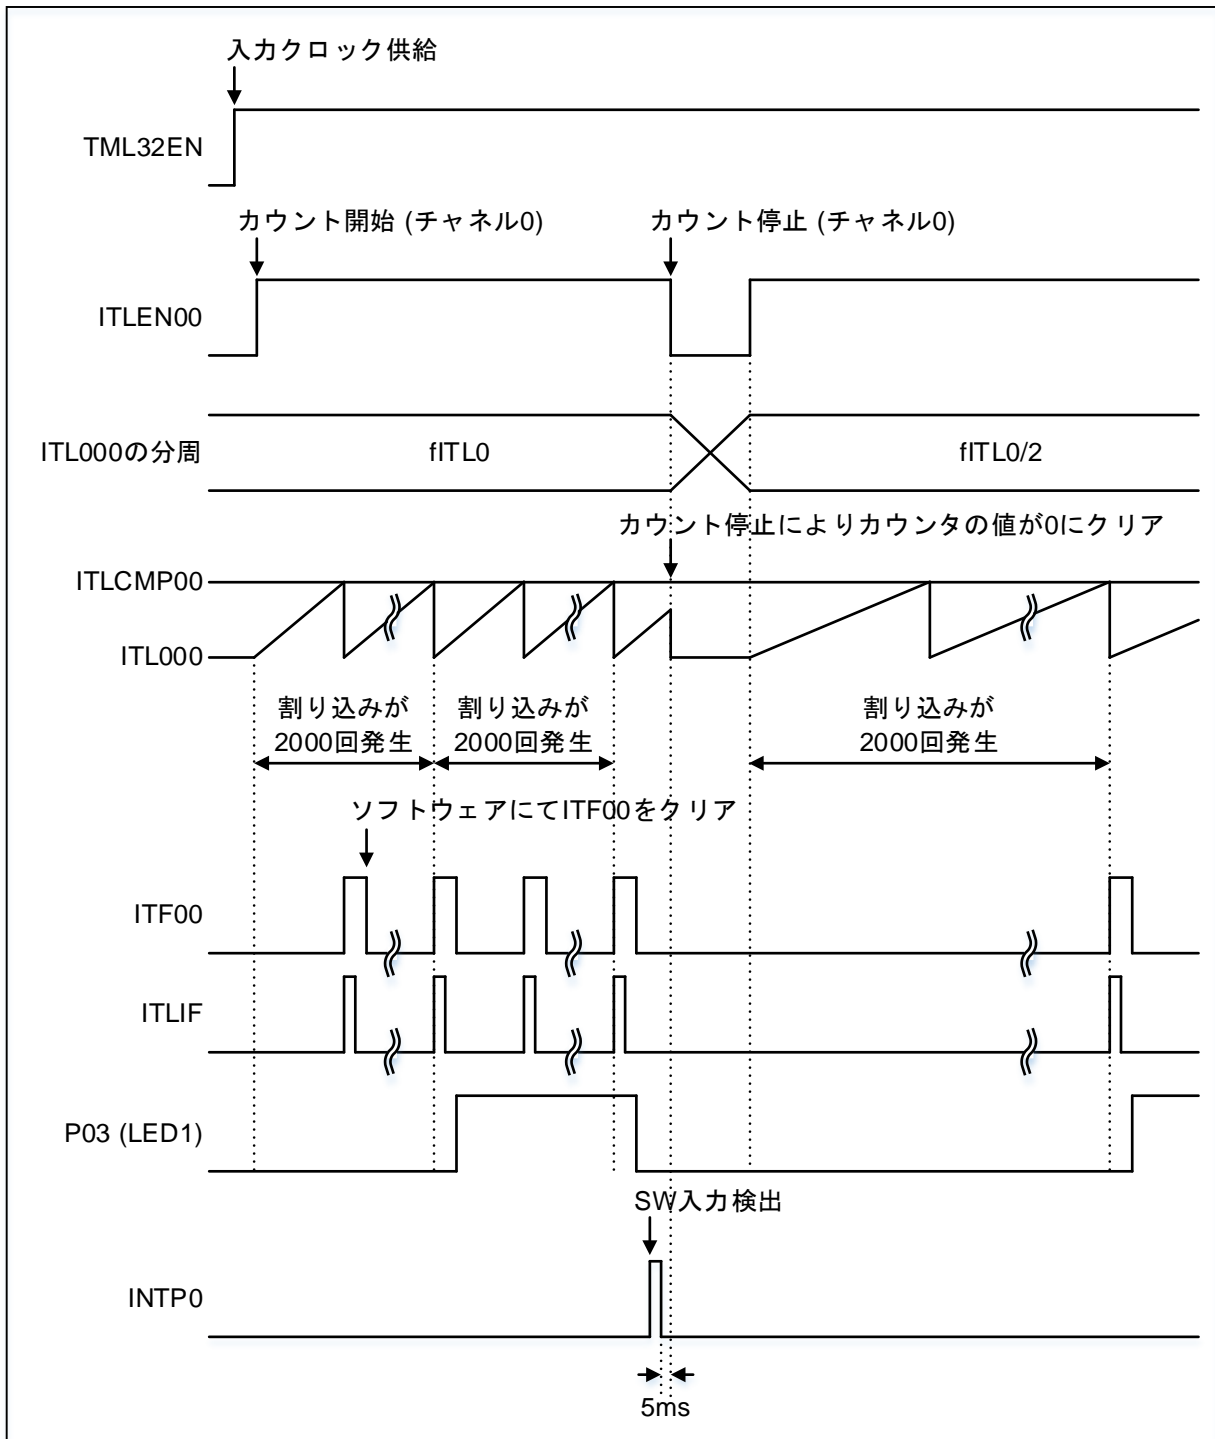 入力クロック供給
TML32EN
カウント開始 (チャネル0)
カウント停止 (チャネル0)
ITLEN00
ITL000の分周
fITL0
fITL0/2
カウント停止によりカウンタの値が0にクリア
ITLCMP00
ITL000
割り込みが
2000回発生
割り込みが
2000回発生
割り込みが
2000回発生
ソフトウェアにてITF00をクリア
ITF00
ITLIF
P03 (LED1)
SW入力検出
INTP0
5ms